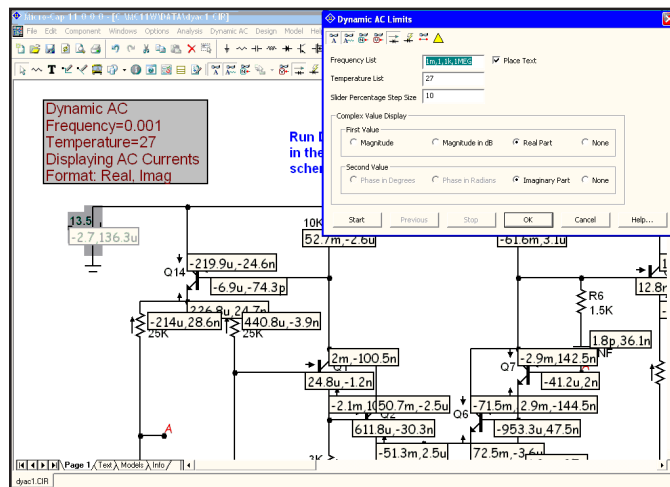 Micro-Cap 11.0.0.0 - [C:\MC11W\DATA\dyac1.CIR]
File Edit Component Windows Options Analysis Dynamic AC Design Model
Dynamic AC Limits
Frequency List 1m,1,1k,1MEG Place Text
Temperature List 27
Slider Percentage Step Size 10
Complex Value Display
First Value
Magnitude Magnitude in dB Real Part None
Second Value
Phase in Degrees Phase in Radians Imaginary Part None
Start Previous Stop OK Cancel Help...
Dynamic AC
Frequency=0.001
Temperature=27
Displaying AC Currents
Format: Real, Imag
Run
in the
sche
13.5
-2.7,136.3u
10K
52.7m,-2.6u
-61.6m,3.1u
-219.9u,-24.6n
Q14
-6.9u,-74.3p
12.8n
226.8u,24.7n
R6
1.5K
-214u,28.6n
440.8u,-3.9n
25K
25K
1.8p,36.1n
2m,-100.5n
-2.9m,142.5n
Q7
24.8u,-1.2n
-41.2u,2n
A
-2.1m,1
50.7m,-2.5u
-71.5m,
2.9m,-144.5n
Q6
611.8u,-30.3n
-953.3u,47.5n
A
-51.3m,2.5u
72.5m,-3.6u
3K
Page 1 Text Models Info
dyac1.CIR